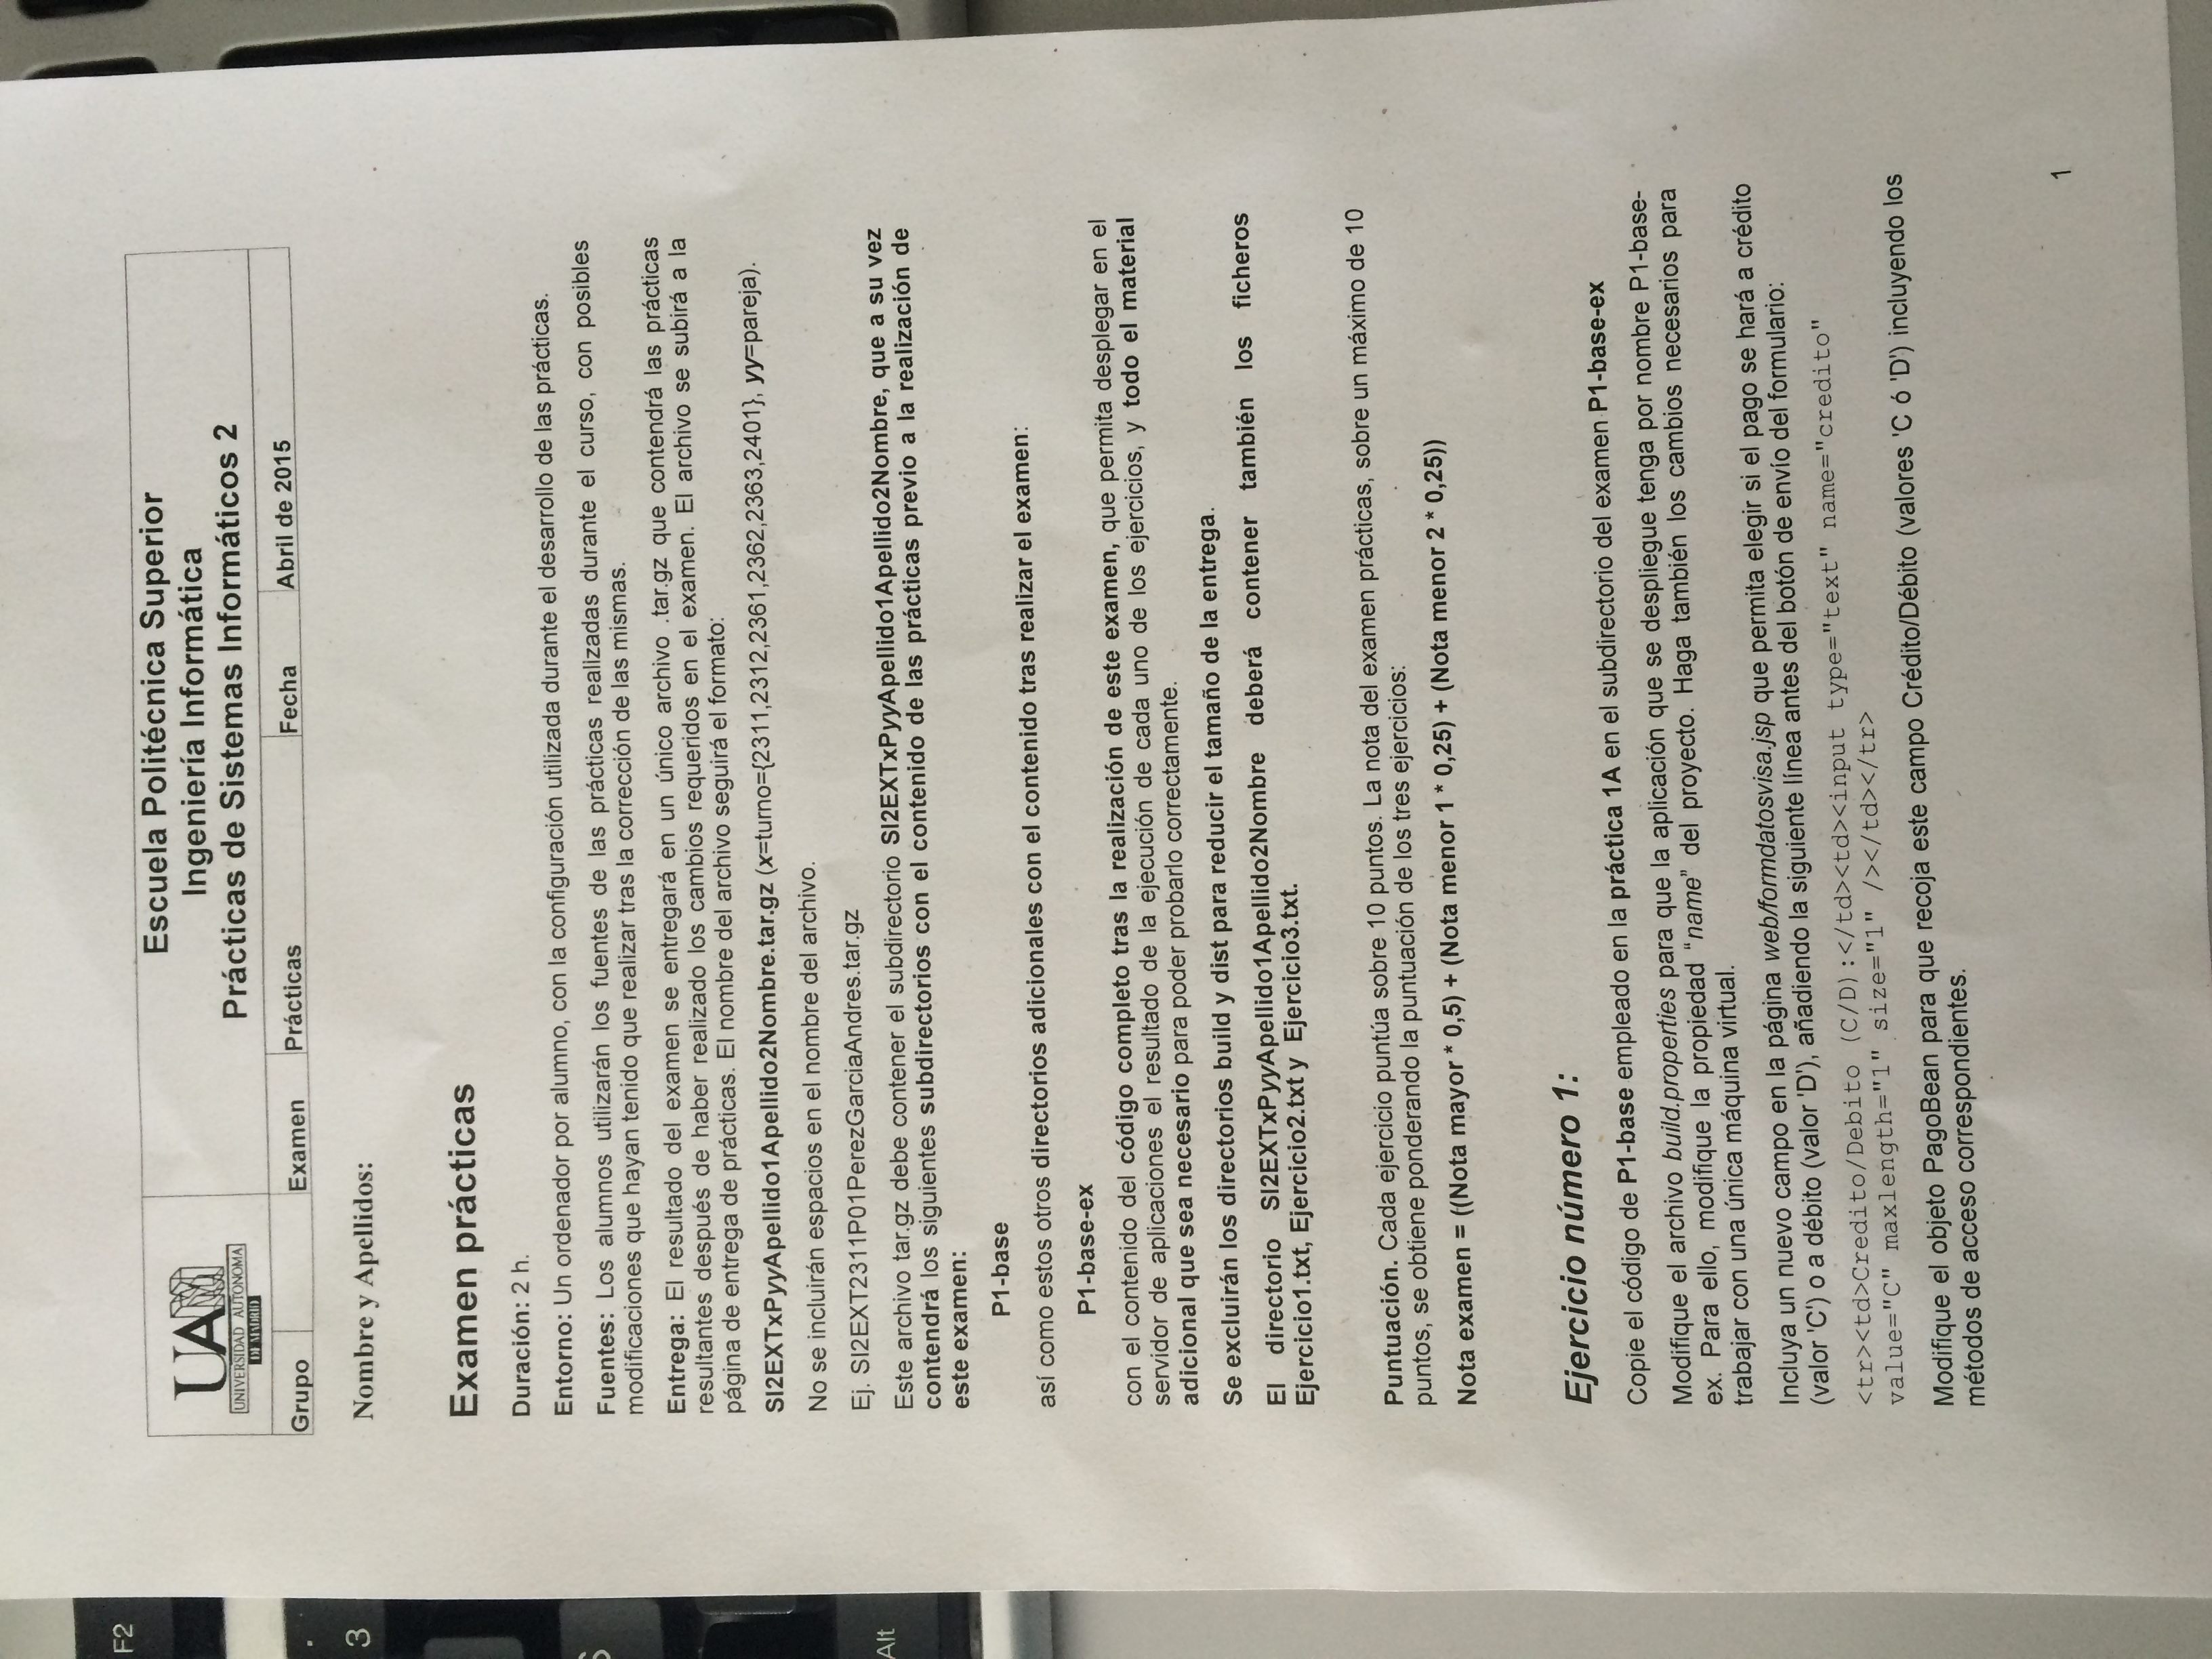 F2
.
3
S
Alt
UAM
UNIVERSIDAD AUTONOMA
DE MADRID
Escuela Politécnica Superior
Ingeniería Informática
Prácticas de Sistemas Informáticos 2
Grupo Examen Prácticas Fecha Abril de 2015
Nombre y Apellidos:
Examen prácticas
Duración: 2 h.
Entorno: Un ordenador por alumno, con la configuración utilizada durante el desarrollo de las prácticas.
Fuentes: Los alumnos utilizarán los fuentes de las prácticas realizadas durante el curso, con posibles
modificaciones que hayan tenido que realizar tras la corrección de las mismas.
Entrega: El resultado del examen se entregará en un único archivo .tar.gz que contendrá las prácticas
resultantes después de haber realizado los cambios requeridos en el examen. El archivo se subirá a la
página de entrega de prácticas. El nombre del archivo seguirá el formato:
SI2EXTxPyyApellido1Apellido2Nombre.tar.gz (x=turno={2311,2312,2361,2362,2363,2401}, yy=pareja).
No se incluirán espacios en el nombre del archivo.
Ej. SI2EXT2311P01PerezGarciaAndres.tar.gz
Este archivo tar.gz debe contener el subdirectorio SI2EXTxPyyApellido1Apellido2Nombre, que a su vez
contendrá los siguientes subdirectorios con el contenido de las prácticas previo a la realización de
este examen:
P1-base
así como estos otros directorios adicionales con el contenido tras realizar el examen:
P1-base-ex
con el contenido del código completo tras la realización de este examen, que permita desplegar en el
servidor de aplicaciones el resultado de la ejecución de cada uno de los ejercicios, y todo el material
adicional que sea necesario para poder probarlo correctamente.
Se excluirán los directorios build y dist para reducir el tamaño de la entrega.
El directorio SI2EXTxPyyApellido1Apellido2Nombre deberá contener también los ficheros
Ejercicio1.txt, Ejercicio2.txt y Ejercicio3.txt.
Puntuación. Cada ejercicio puntúa sobre 10 puntos. La nota del examen prácticas, sobre un máximo de 10
puntos, se obtiene ponderando la puntuación de los tres ejercicios:
Nota examen = ((Nota mayor * 0,5) + (Nota menor 1 * 0,25) + (Nota menor 2 * 0,25))
Ejercicio número 1:
Copie el código de P1-base empleado en la práctica 1A en el subdirectorio del examen P1-base-ex
Modifique el archivo build.properties para que la aplicación que se despliegue tenga por nombre P1-base-
ex. Para ello, modifique la propiedad “name” del proyecto. Haga también los cambios necesarios para
trabajar con una única máquina virtual.
Incluya un nuevo campo en la página web/formdatosvisa.jsp que permita elegir si el pago se hará a crédito
(valor 'C') o a débito (valor 'D'), añadiendo la siguiente línea antes del botón de envío del formulario:
<tr><td>Credito/Debito (C/D):</td><td><input type="text" name="credito"
value="C" maxlength="1" size="1" /></td></tr>
Modifique el objeto PagoBean para que recoja este campo Crédito/Débito (valores 'C ó 'D') incluyendo los
métodos de acceso correspondientes.
1